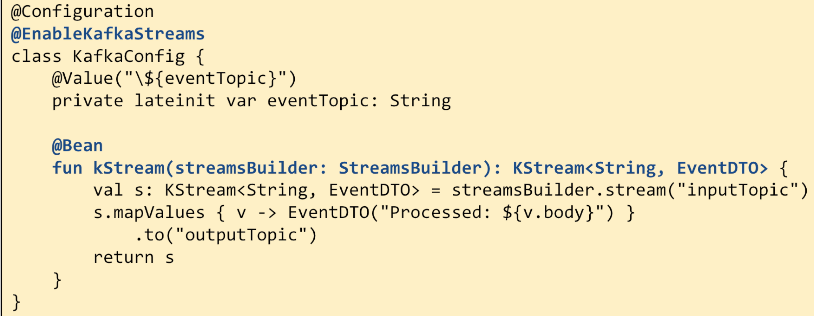 @Configuration
@EnableKafkaStreams
class KafkaConfig {
    @Value("\${eventTopic}")
    private lateinit var eventTopic: String

    @Bean
    fun kStream(streamsBuilder: StreamsBuilder): KStream<String, EventDTO> {
        val s: KStream<String, EventDTO> = streamsBuilder.stream("inputTopic")
        s.mapValues { v -> EventDTO("Processed: ${v.body}") }
            .to("outputTopic")
        return s
    }
}